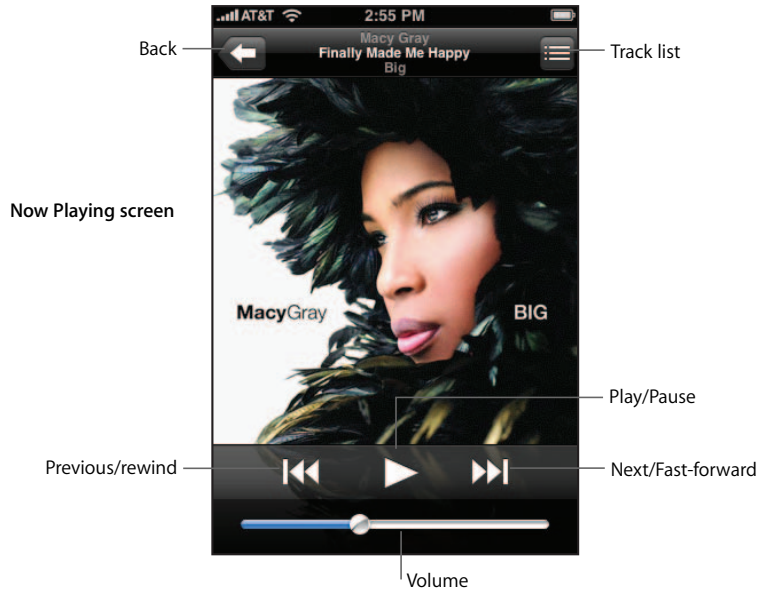 AT&T 2:55 PM
Macy Gray
Back
Finally Made Me Happy
Track list
Big
Now Playing screen
MacyGray BIG
Play/Pause
Previous/rewind
Next/Fast-forward
Volume